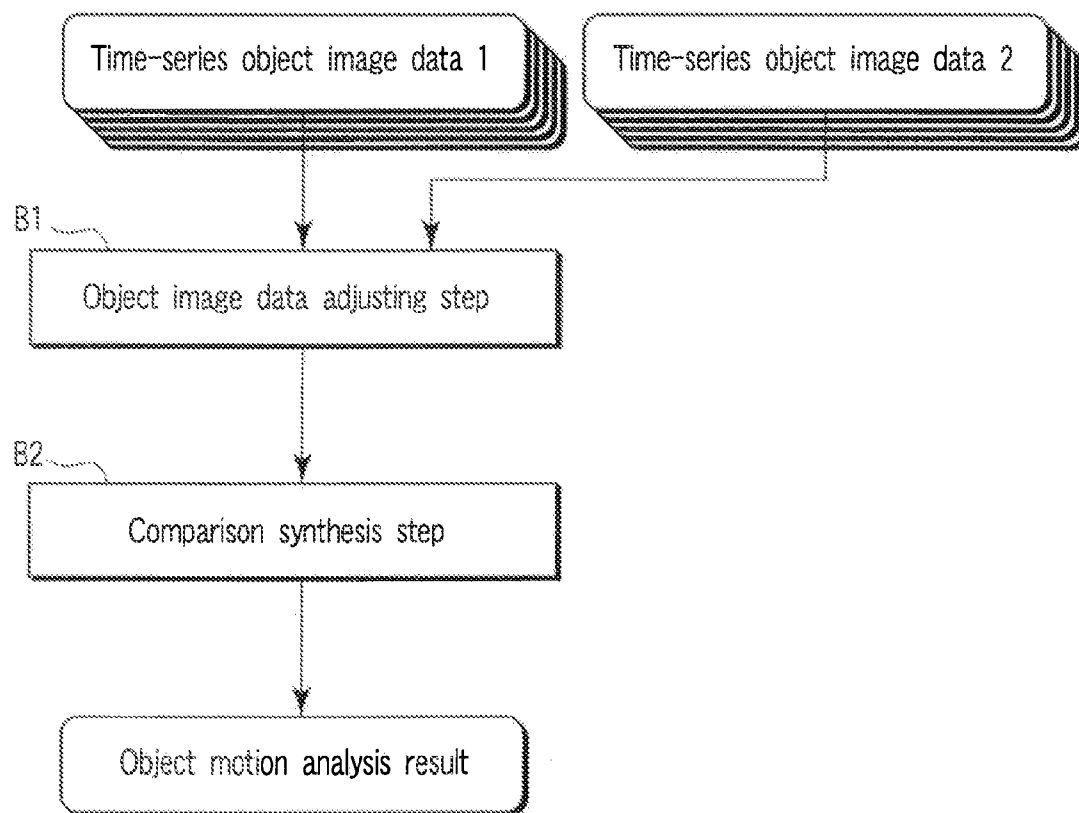 Time-series object image data 1
Time-series object image data 2
B1
Object image data adjusting step
B2
Comparison synthesis step
Object motion analysis result